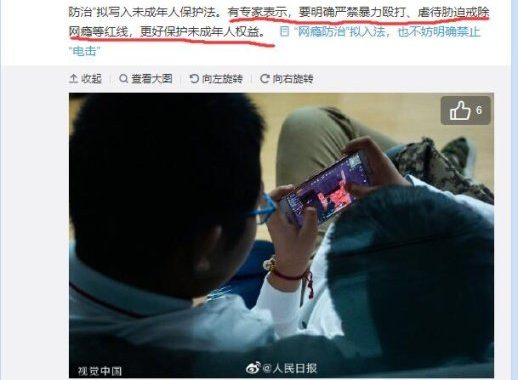 防治”拟写入未成年人保护法。有专家表示，要明确严禁暴力殴打、虐待胁迫戒除
网瘾等红线，更好保护未成年人权益。 “网瘾防治”拟入法，也不妨明确禁止
“电击”
收起 查看大图 向左旋转 向右旋转
6
视觉中国 @人民日报